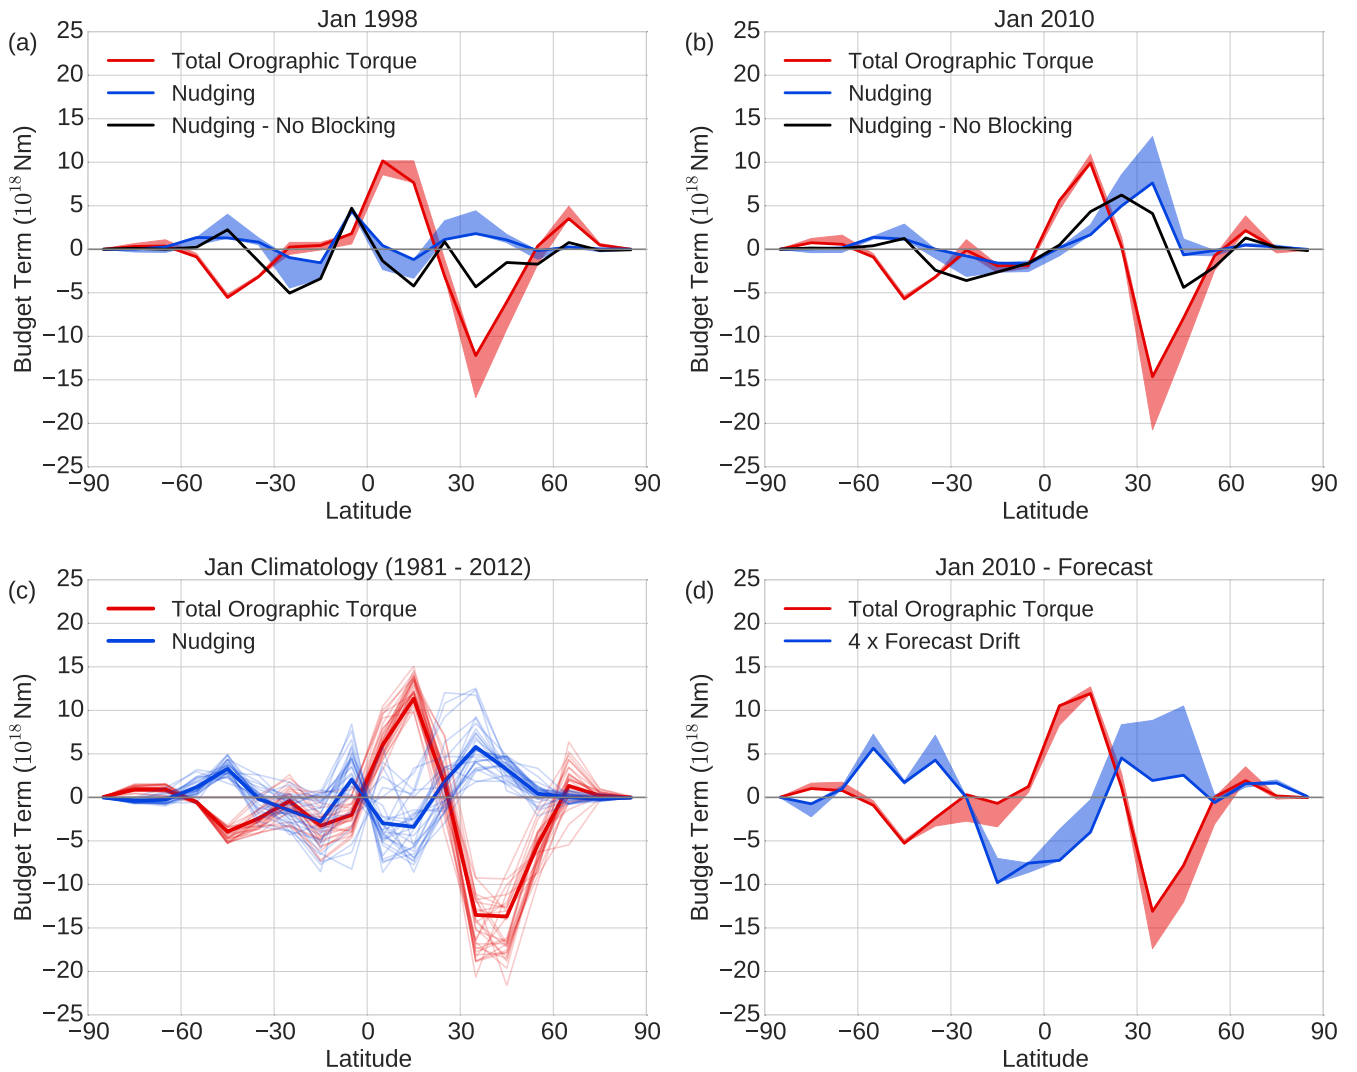 Jan 1998
(a)
25
20
15
10
5
0
−5
−10
−15
−20
−25
Total Orographic Torque
Nudging
Nudging - No Blocking
Budget Term (10^18 Nm)
−90 −60 −30 0 30 60 90
Latitude
Jan 2010
(b)
25
20
15
10
5
0
−5
−10
−15
−20
−25
Total Orographic Torque
Nudging
Nudging - No Blocking
Budget Term (10^18 Nm)
−90 −60 −30 0 30 60 90
Latitude
Jan Climatology (1981 - 2012)
(c)
25
20
15
10
5
0
−5
−10
−15
−20
−25
Total Orographic Torque
Nudging
Budget Term (10^18 Nm)
−90 −60 −30 0 30 60 90
Latitude
Jan 2010 - Forecast
(d)
25
20
15
10
5
0
−5
−10
−15
−20
−25
Total Orographic Torque
4 x Forecast Drift
Budget Term (10^18 Nm)
−90 −60 −30 0 30 60 90
Latitude